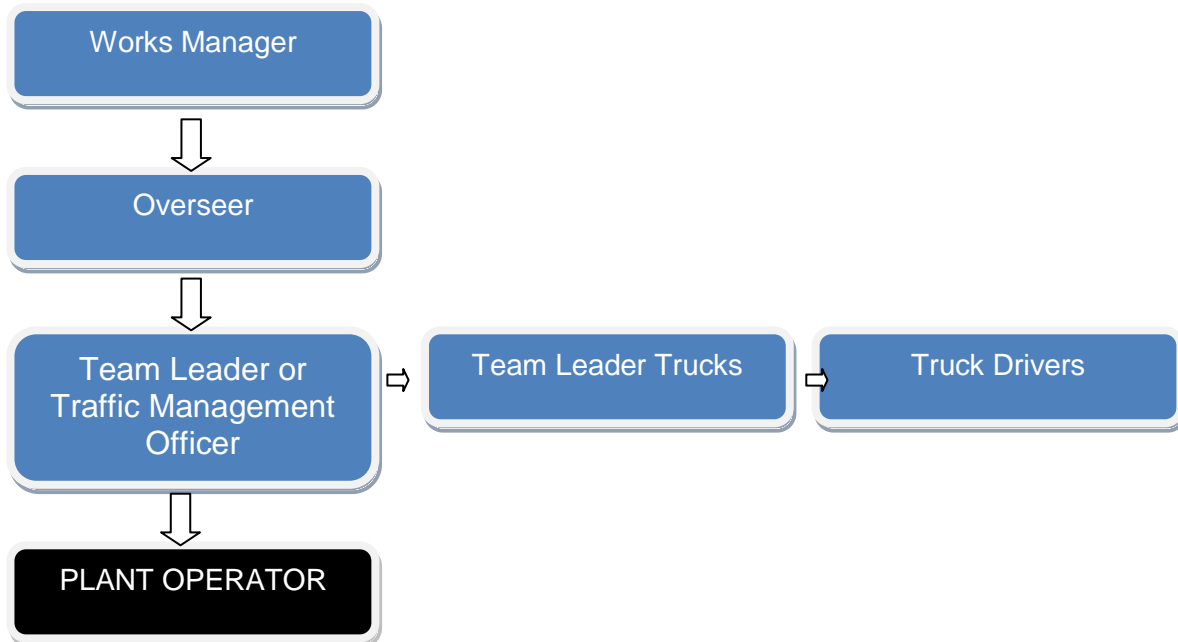 Works Manager
Overseer
Team Leader or
Traffic Management
Officer
Team Leader Trucks
Truck Drivers
PLANT OPERATOR